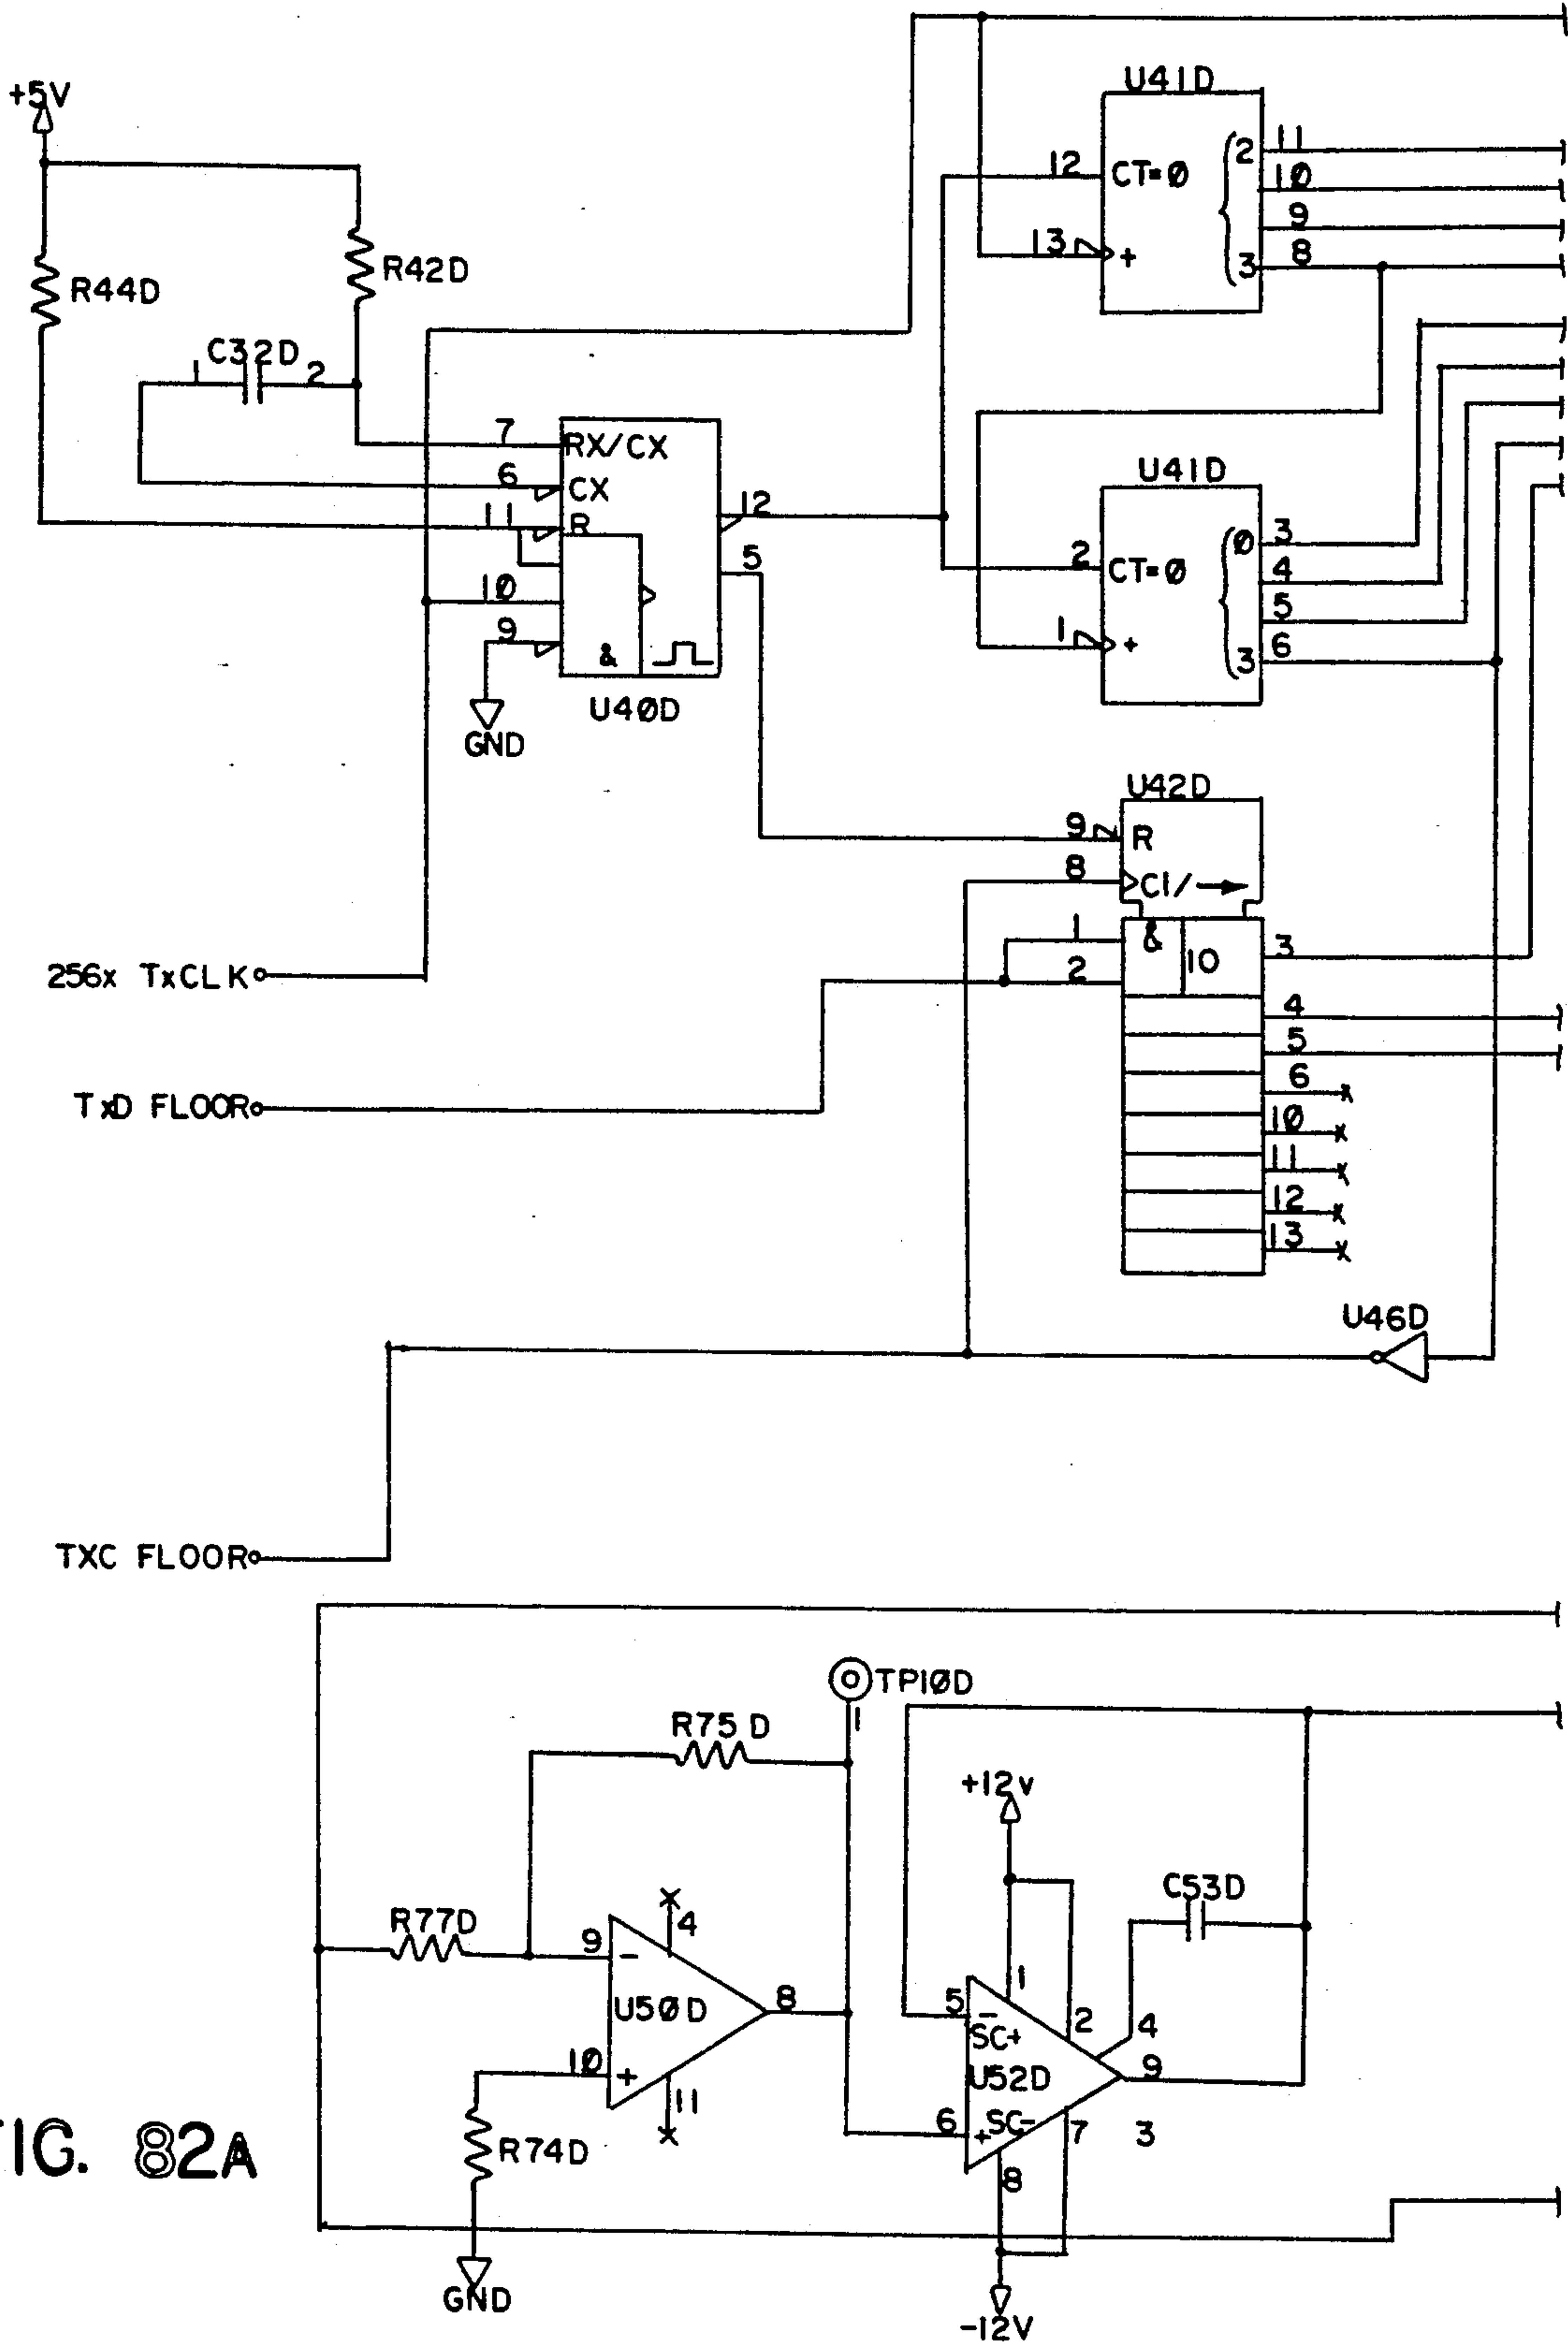 U41D
+5V
2 11
12 CT=0 10
9
13 + 3 8
R44D R42D
C32D
1 2
7 RX/CX
6 CX
11 R 12
5
10
9 &
U40D
GND
U41D
0 3
2 CT=0 4
5
1 + 3 6
U42D
9 R
8 C1/→
1 & 1D 3
2
4
5
6
10
11
12
13
256x TxCLK
TxD FLOOR
U46D
TXC FLOOR
TP10D
1
R75D
+12v
C53D
R77D
4
9 -
U50D 8
10 +
11
R74D
GND
1
5 - 2 4
SC+
U52D 9
6 + SC- 7 3
8
-12V
IG. 82A